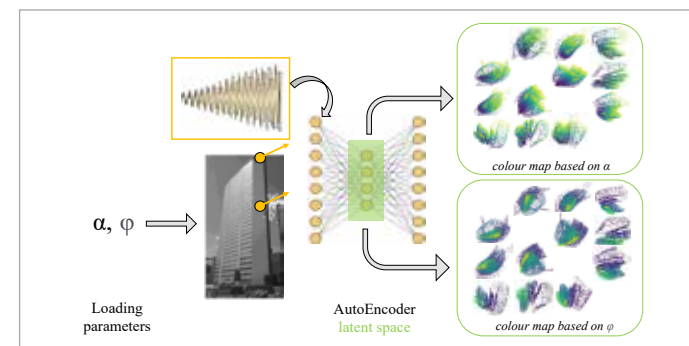 colour map based on α
α, φ
Loading
parameters
AutoEncoder
latent space
colour map based on φ